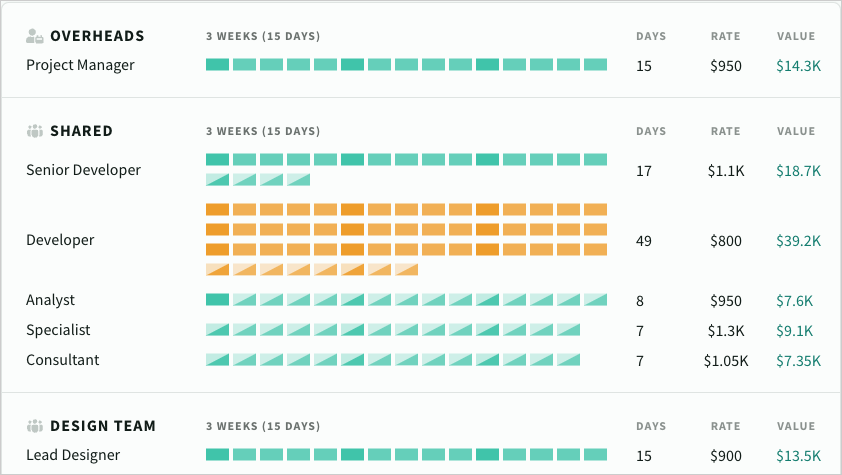 OVERHEADS 3 WEEKS (15 DAYS) DAYS RATE VALUE
Project Manager 15 $950 $14.3K
SHARED 3 WEEKS (15 DAYS) DAYS RATE VALUE
Senior Developer 17 $1.1K $18.7K
Developer 49 $800 $39.2K
Analyst 8 $950 $7.6K
Specialist 7 $1.3K $9.1K
Consultant 7 $1.05K $7.35K
DESIGN TEAM 3 WEEKS (15 DAYS) DAYS RATE VALUE
Lead Designer 15 $900 $13.5K